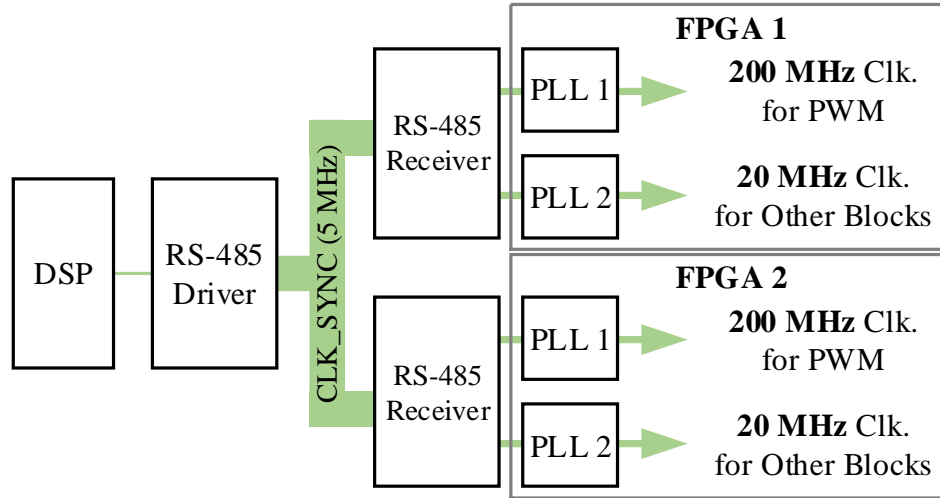 DSP
RS-485
Driver
CLK_SYNC (5 MHz)
RS-485
Receiver
FPGA 1
PLL 1
200 MHz Clk.
for PWM
PLL 2
20 MHz Clk.
for Other Blocks
RS-485
Receiver
FPGA 2
PLL 1
200 MHz Clk.
for PWM
PLL 2
20 MHz Clk.
for Other Blocks